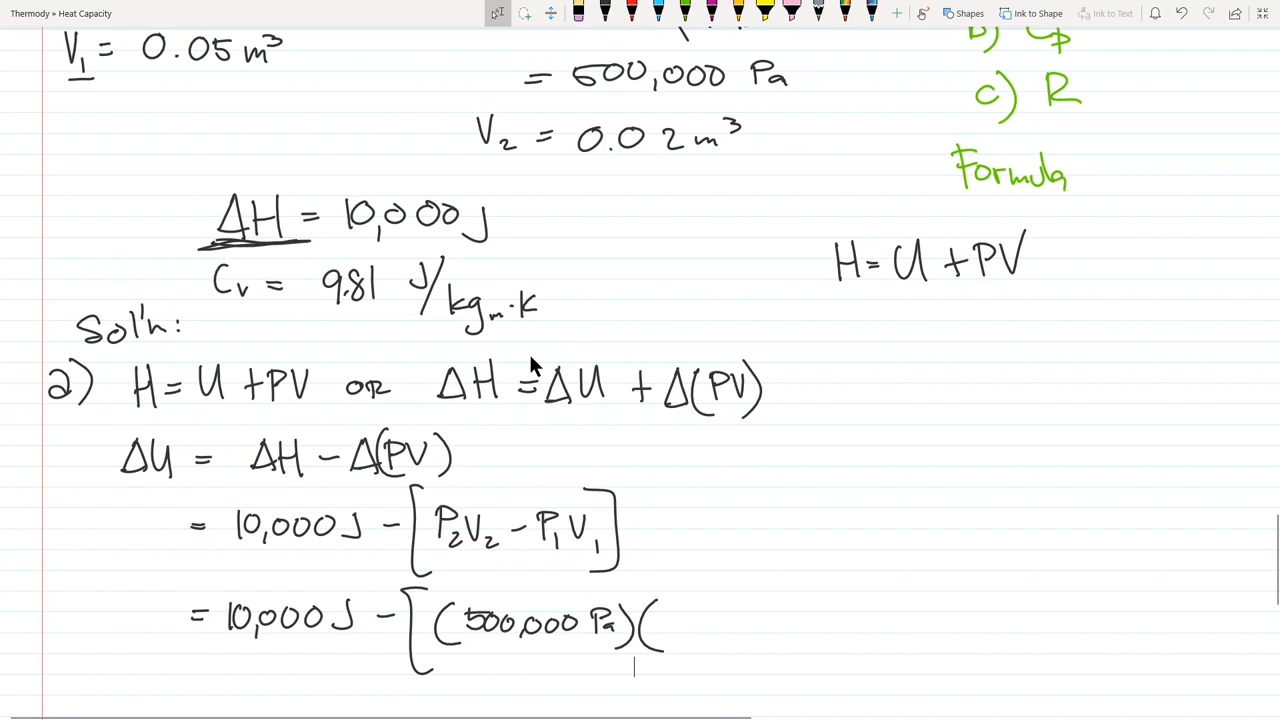 Thermody » Heat Capacity
Shapes Ink to Shape Ink to Text
V₁ = 0.05 m³
= 500,000 Pa
V₂ = 0.02 m³
b) Cp
c) R
Formula
H = U + PV
ΔH = 10,000 J
Cv = 9.81 J/kgm·K
Sol'n:
a) H = U + PV or ΔH = ΔU + Δ(PV)
ΔU = ΔH - Δ(PV)
= 10,000 J - [P₂V₂ - P₁V₁]
= 10,000 J - [(500,000 Pa)(